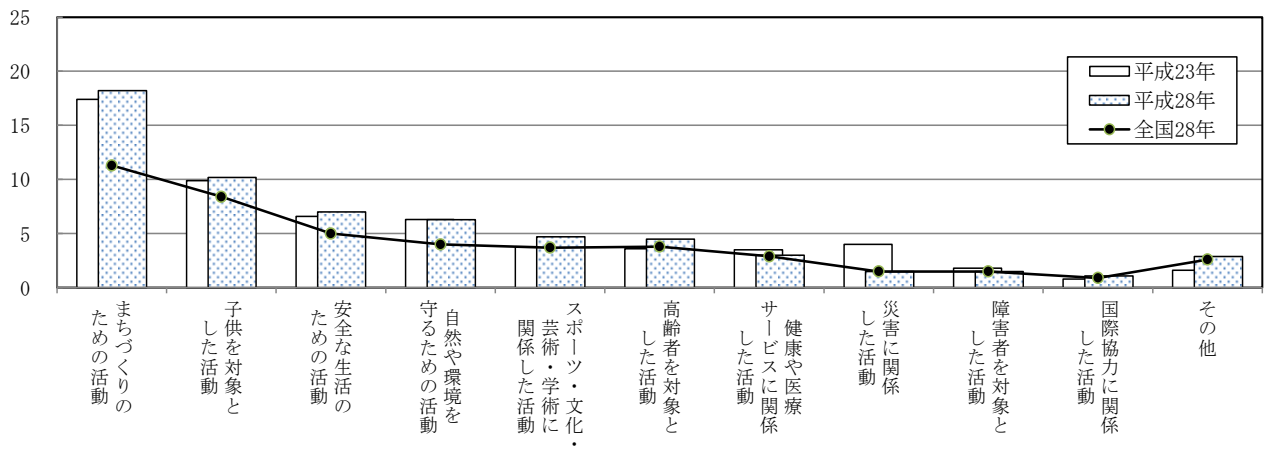 25
20
15
10
5
0
平成23年
平成28年
全国28年
まちづくりの
ための活動
子供を対象と
した活動
安全な生活の
ための活動
自然や環境を
守るための活動
スポーツ・文化・
芸術・学術に
関係した活動
高齢者を対象と
した活動
健康や医療
サービスに関係
した活動
災害に関係
した活動
障害者を対象と
した活動
国際協力に関係
した活動
その他